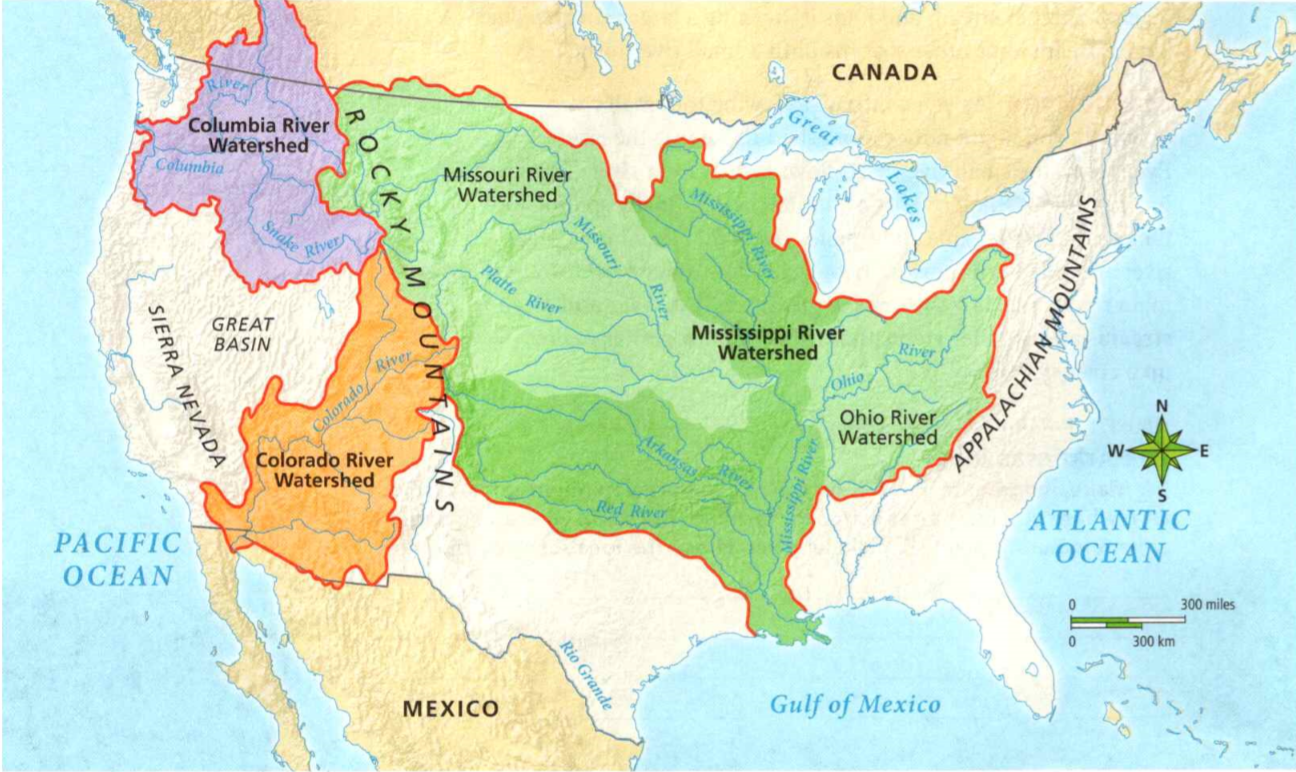 CANADA
River
Columbia River
Watershed
Columbia
Snake River
ROCKY MOUNTAINS
Missouri River
Watershed
Missouri
River
Platte River
Mississippi River
Great
Lakes
Mississippi River
Watershed
Ohio River
Ohio River
Watershed
APPALACHIAN MOUNTAINS
SIERRA NEVADA
GREAT
BASIN
Colorado River
Colorado River
Watershed
Arkansas River
Red River
Mississippi River
N
W E
S
PACIFIC
OCEAN
ATLANTIC
OCEAN
0 300 miles
0 300 km
Rio Grande
MEXICO
Gulf of Mexico